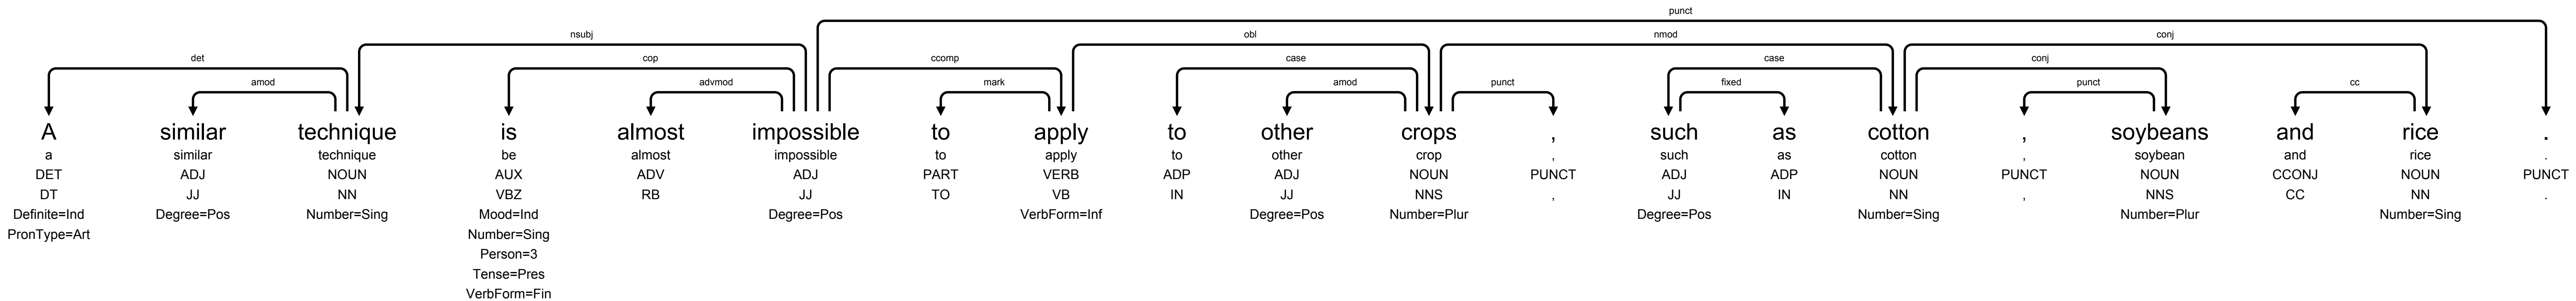 punct
nsubj obl nmod conj
det cop ccomp case case conj
amod advmod mark amod punct fixed punct cc
A similar technique is almost impossible to apply to other crops , such as cotton , soybeans and rice .
a similar technique be almost impossible to apply to other crop , such as cotton , soybean and rice .
DET ADJ NOUN AUX ADV ADJ PART VERB ADP ADJ NOUN PUNCT ADJ ADP NOUN PUNCT NOUN CCONJ NOUN PUNCT
DT JJ NN VBZ RB JJ TO VB IN JJ NNS , JJ IN NN , NNS CC NN .
Definite=Ind Degree=Pos Number=Sing Mood=Ind Degree=Pos VerbForm=Inf Degree=Pos Number=Plur Degree=Pos Number=Sing Number=Plur Number=Sing
PronType=Art Number=Sing
Person=3
Tense=Pres
VerbForm=Fin